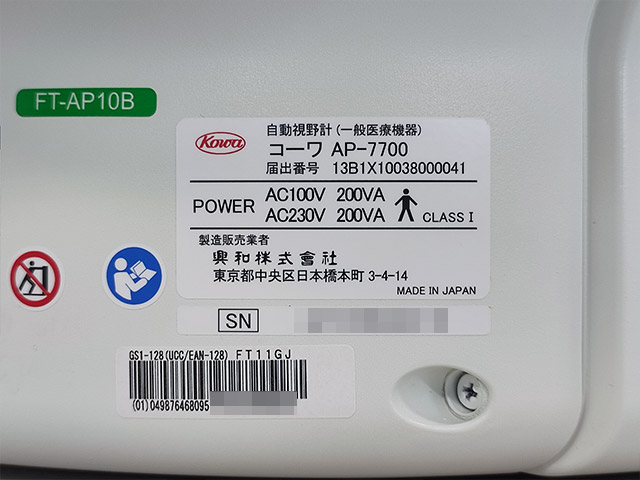 FT-AP10B
Kowa
自動視野計(一般医療機器)
コーワ AP-7700
届出番号 13B1X10038000041
POWER
AC100V 200VA
AC230V 200VA
CLASS I
製造販売業者
興和株式會社
東京都中央区日本橋本町 3-4-14
MADE IN JAPAN
SN
GS1-128(UCC/EAN-128) FT11GJ
(01)049876468095